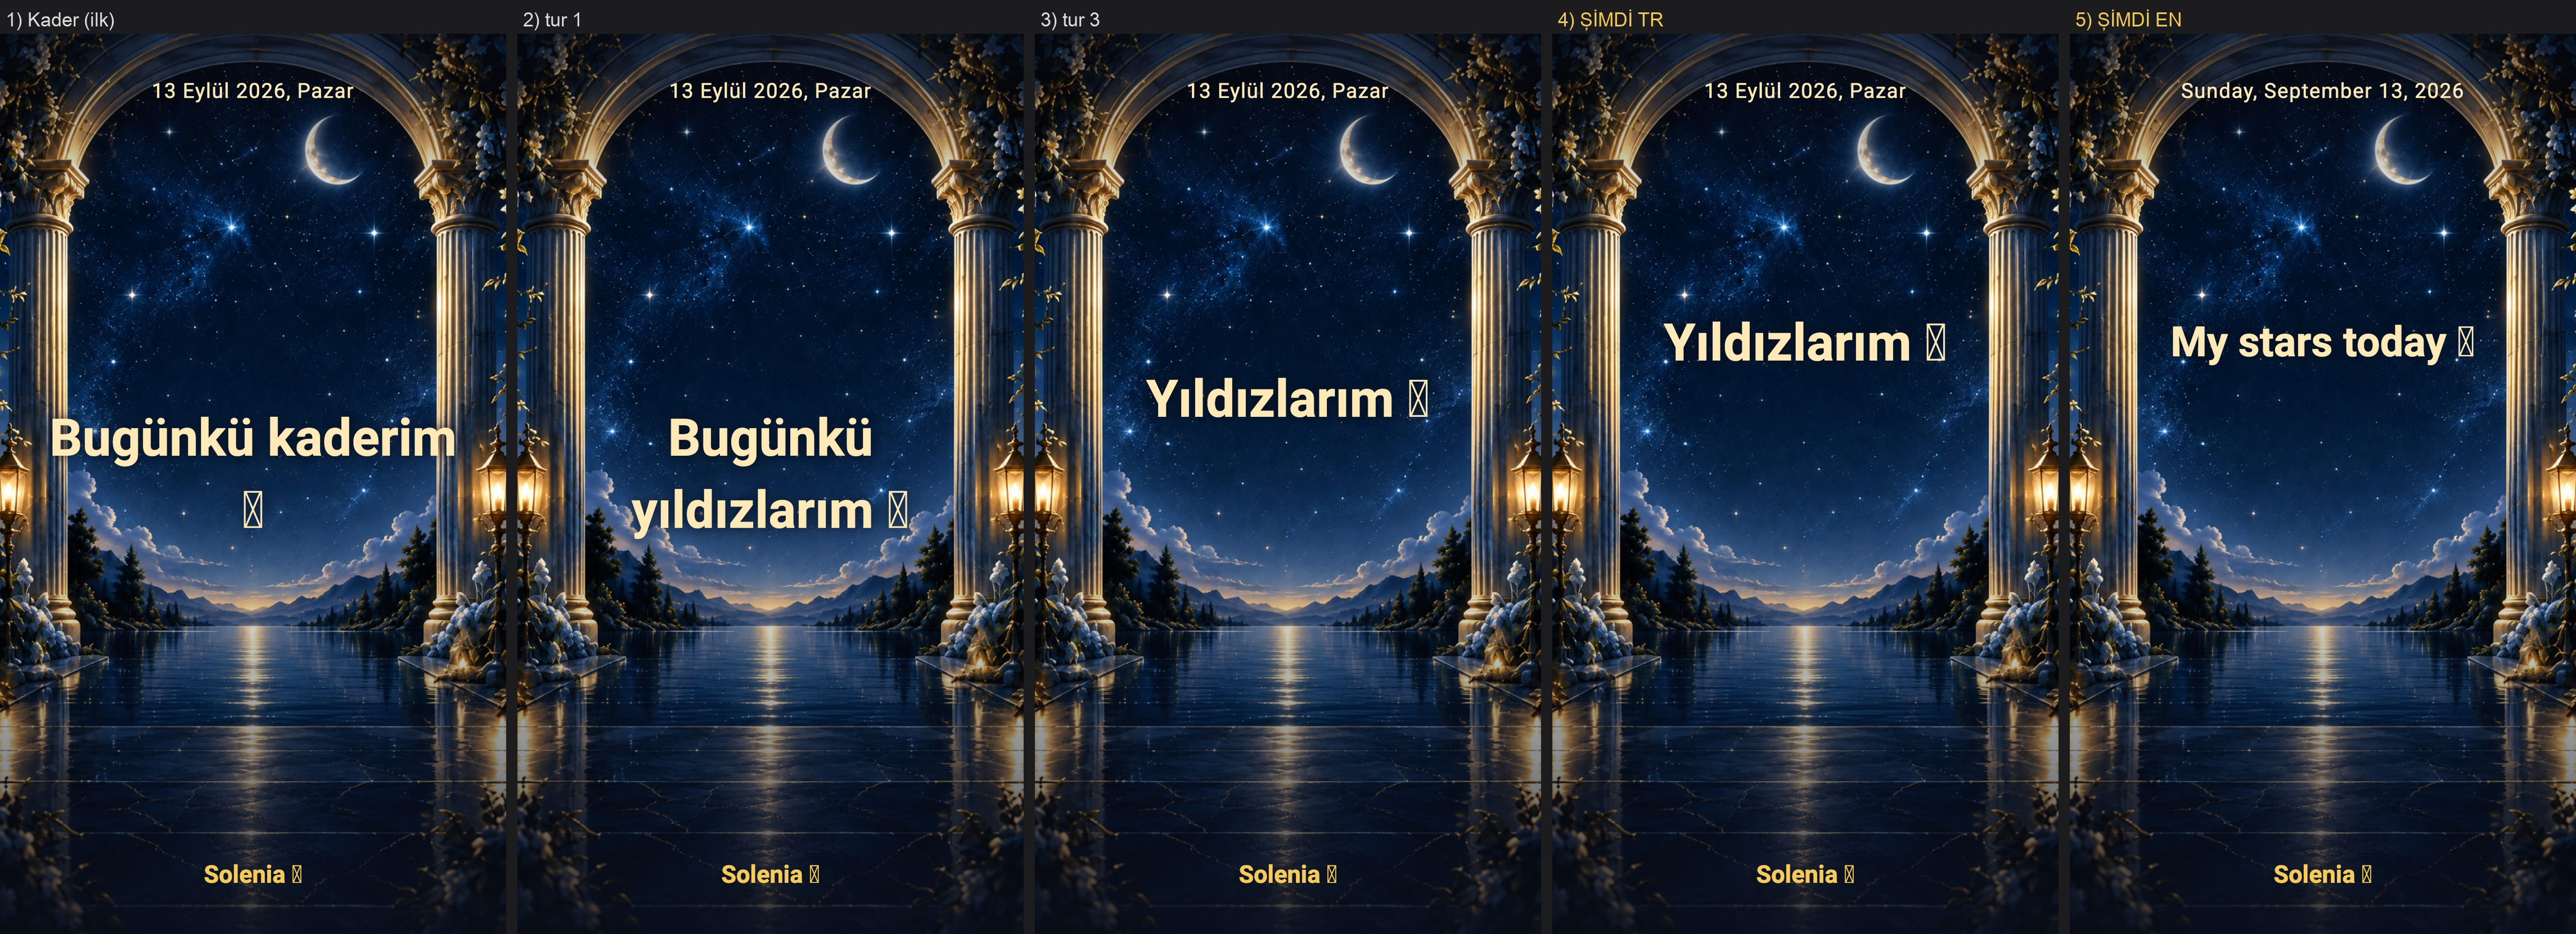 1) Kader (ilk)
13 Eylül 2026, Pazar
Bugünkü kaderim
Solenia
2) tur 1
13 Eylül 2026, Pazar
Bugünkü
yıldızlarım
Solenia
3) tur 3
13 Eylül 2026, Pazar
Yıldızlarım
Solenia
4) ŞİMDİ TR
13 Eylül 2026, Pazar
Yıldızlarım
Solenia
5) ŞİMDİ EN
Sunday, September 13, 2026
My stars today
Solenia